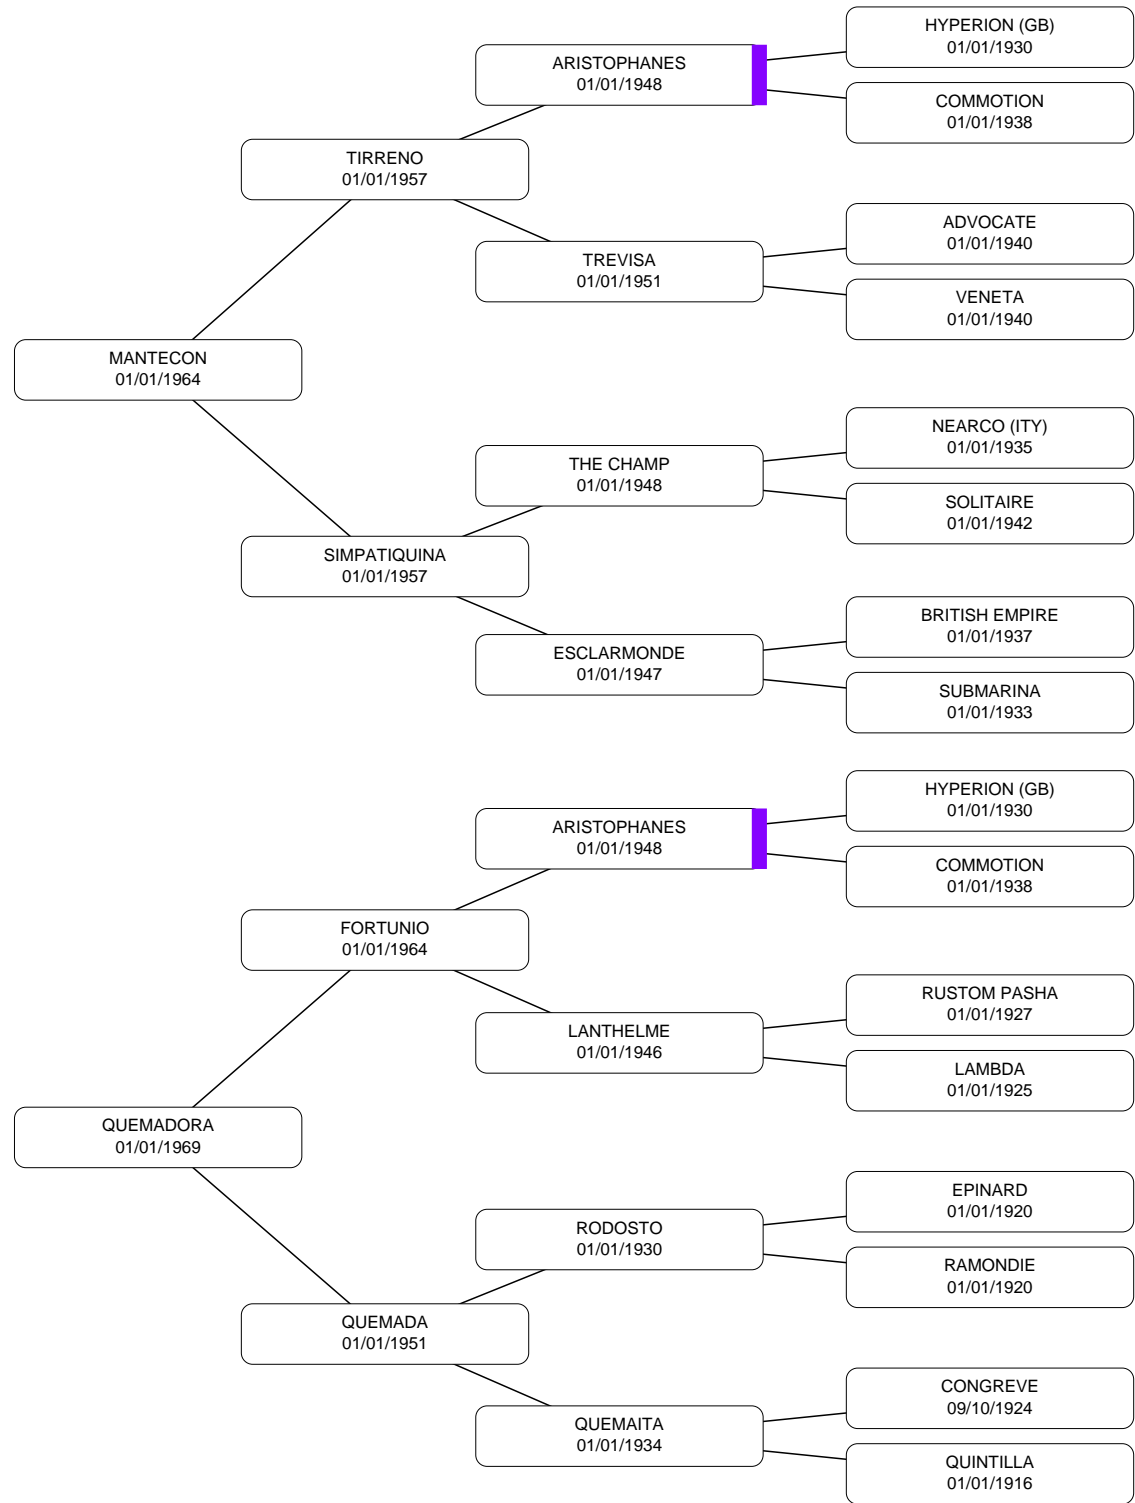 HYPERION (GB)
01/01/1930
ARISTOPHANES
01/01/1948
COMMOTION
01/01/1938
TIRRENO
01/01/1957
ADVOCATE
01/01/1940
TREVISA
01/01/1951
VENETA
01/01/1940
MANTECON
01/01/1964
NEARCO (ITY)
01/01/1935
THE CHAMP
01/01/1948
SOLITAIRE
01/01/1942
SIMPATIQUINA
01/01/1957
BRITISH EMPIRE
01/01/1937
ESCLARMONDE
01/01/1947
SUBMARINA
01/01/1933
HYPERION (GB)
01/01/1930
ARISTOPHANES
01/01/1948
COMMOTION
01/01/1938
FORTUNIO
01/01/1964
RUSTOM PASHA
01/01/1927
LANTHELME
01/01/1946
LAMBDA
01/01/1925
QUEMADORA
01/01/1969
EPINARD
01/01/1920
RODOSTO
01/01/1930
RAMONDIE
01/01/1920
QUEMADA
01/01/1951
CONGREVE
09/10/1924
QUEMAITA
01/01/1934
QUINTILLA
01/01/1916